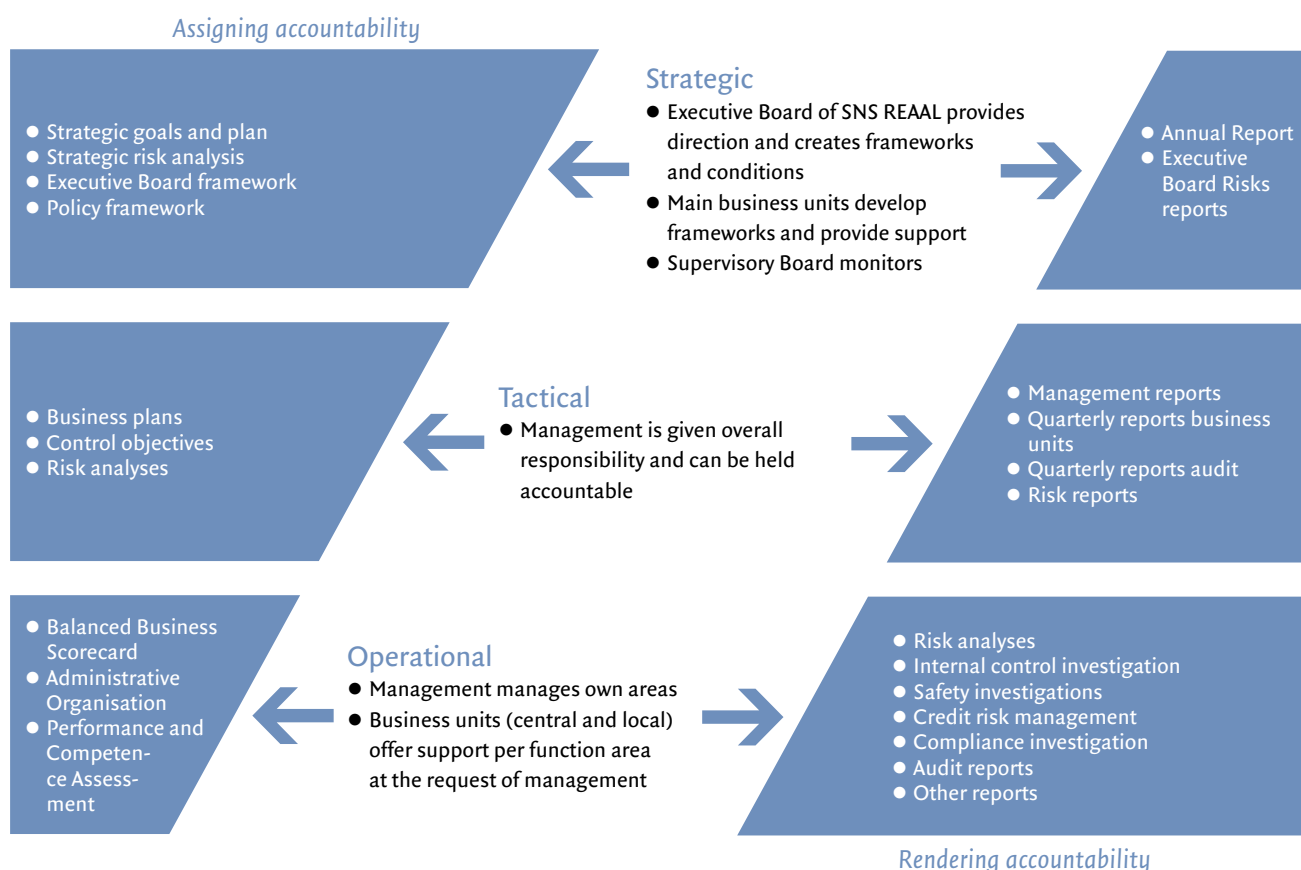 Assigning accountability
● Strategic goals and plan
● Strategic risk analysis
● Executive Board framework
● Policy framework
Strategic
● Executive Board of SNS REAAL provides
direction and creates frameworks
and conditions
● Main business units develop
frameworks and provide support
● Supervisory Board monitors
● Annual Report
● Executive
Board Risks
reports
● Business plans
● Control objectives
● Risk analyses
Tactical
● Management is given overall
responsibility and can be held
accountable
● Management reports
● Quarterly reports business
units
● Quarterly reports audit
● Risk reports
● Balanced Business
Scorecard
● Administrative
Organisation
● Performance and
Competen-
ce Assess-
ment
Operational
● Management manages own areas
● Business units (central and local)
offer support per function area
at the request of management
● Risk analyses
● Internal control investigation
● Safety investigations
● Credit risk management
● Compliance investigation
● Audit reports
● Other reports
Rendering accountability